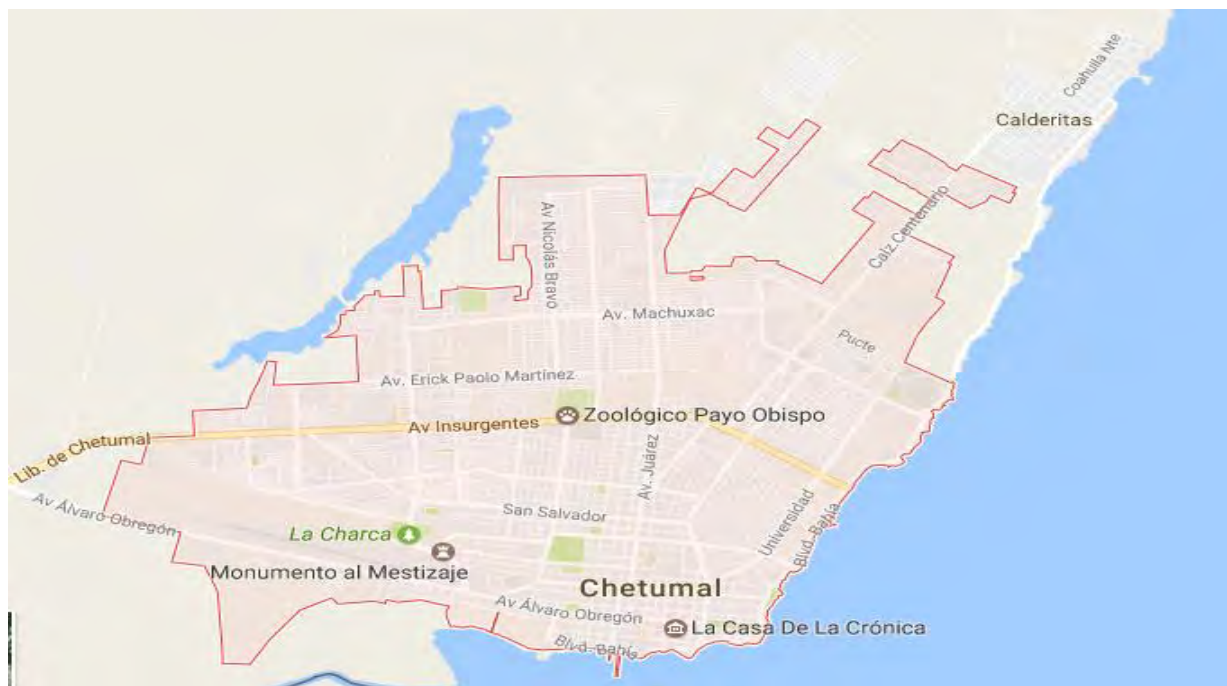 Coahuila Nte
Calderitas
Calz. Centenario
Av Nicolás Bravo
Av. Machuxac
Pucte
Av. Erick Paolo Martínez
Zoológico Payo Obispo
Av Insurgentes
Lib. de Chetumal
Av. Juárez
Av Álvaro Obregón
San Salvador
Universidad
Blvd. Bahía
La Charca
Monumento al Mestizaje
Chetumal
Av Álvaro Obregón
La Casa De La Crónica
Blvd. Bahía